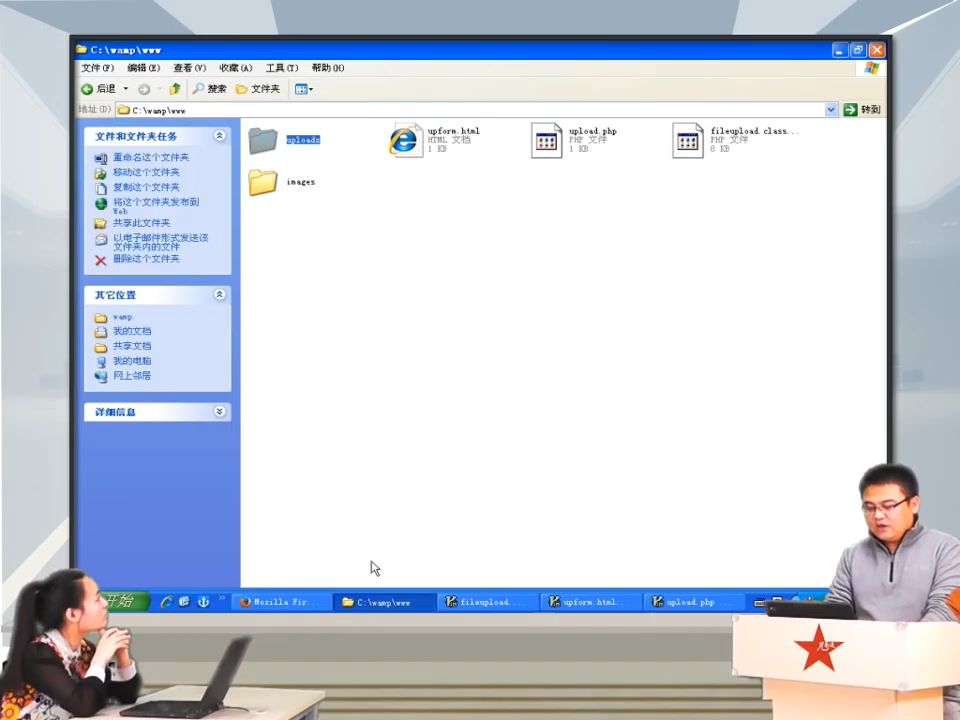 C:\wamp\www
文件(F) 编辑(E) 查看(V) 收藏(A) 工具(T) 帮助(H)
后退 搜索 文件夹
地址(D) C:\wamp\www 转到
文件和文件夹任务
重命名这个文件夹
移动这个文件夹
复制这个文件夹
将这个文件夹发布到
Web
共享此文件夹
以电子邮件形式发送该
文件夹内的文件
删除这个文件夹
其它位置
wamp
我的文档
共享文档
我的电脑
网上邻居
详细信息
uploads
upform.html
HTML 文档
1 KB
upload.php
PHP 文件
1 KB
fileupload.class...
PHP 文件
8 KB
images
开始 Mozilla Fir... C:\wamp\www fileupload.... upform.html... upload.php ...